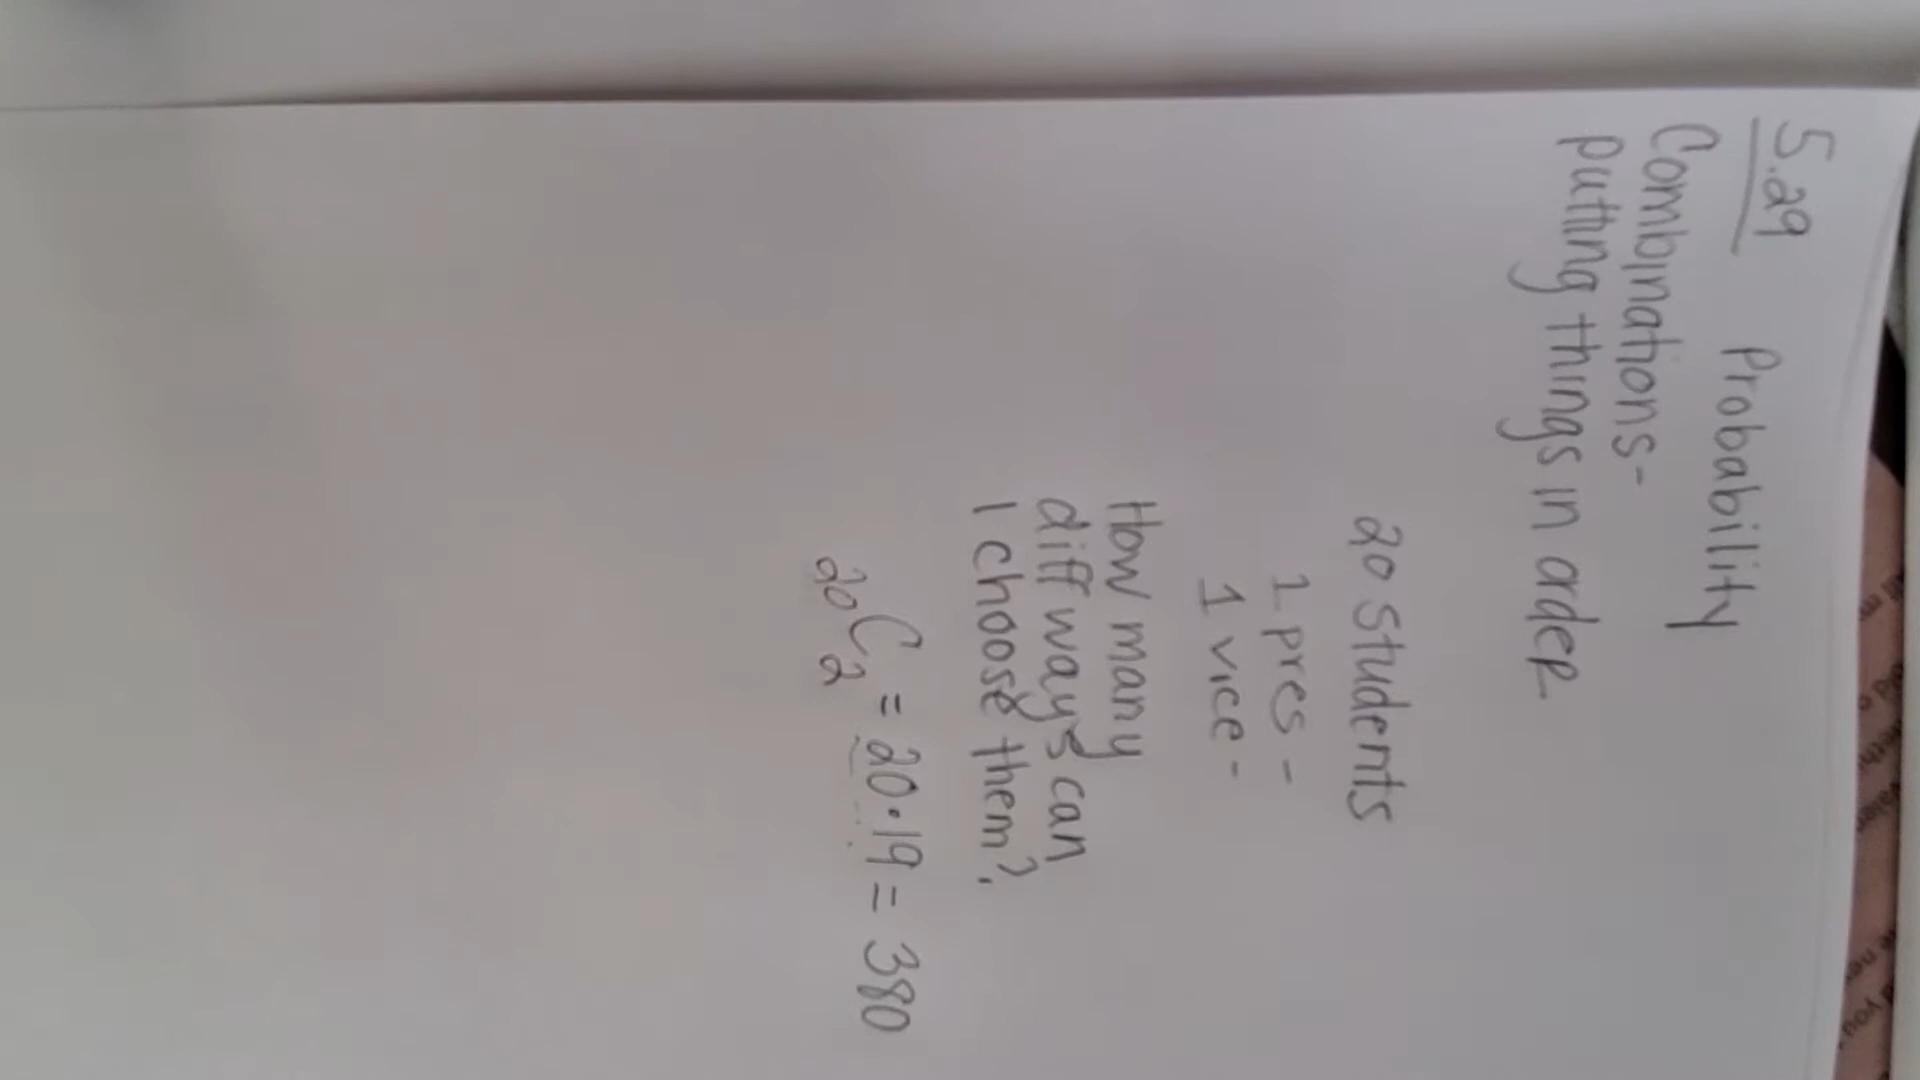 5.29 Probability
Combinations-
putting things in order
20 students
1 pres -
1 vice -
How many
diff ways can
I choose them?
20C2 = 20·19 = 380